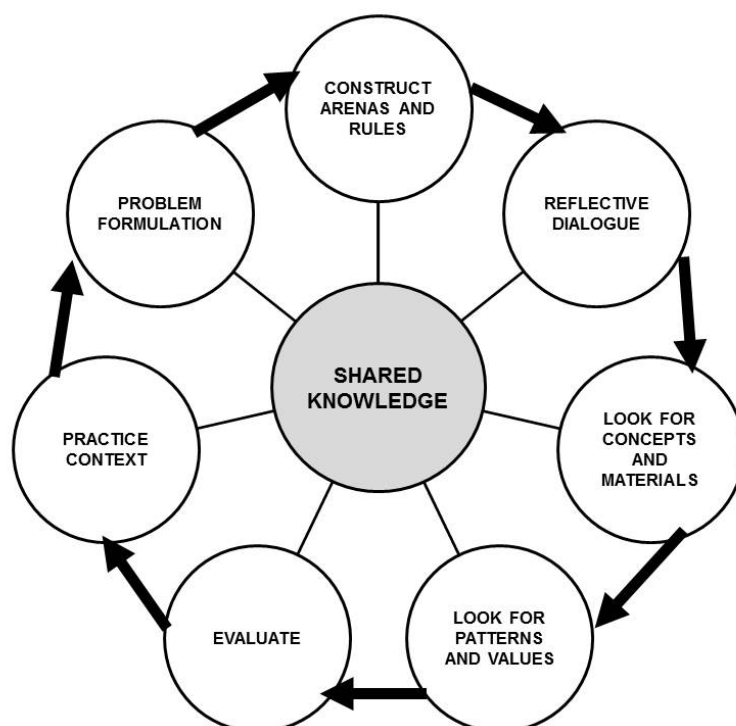 CONSTRUCT
ARENAS AND
RULES
PROBLEM
FORMULATION
REFLECTIVE
DIALOGUE
SHARED
KNOWLEDGE
PRACTICE
CONTEXT
LOOK FOR
CONCEPTS
AND
MATERIALS
EVALUATE
LOOK FOR
PATTERNS
AND VALUES